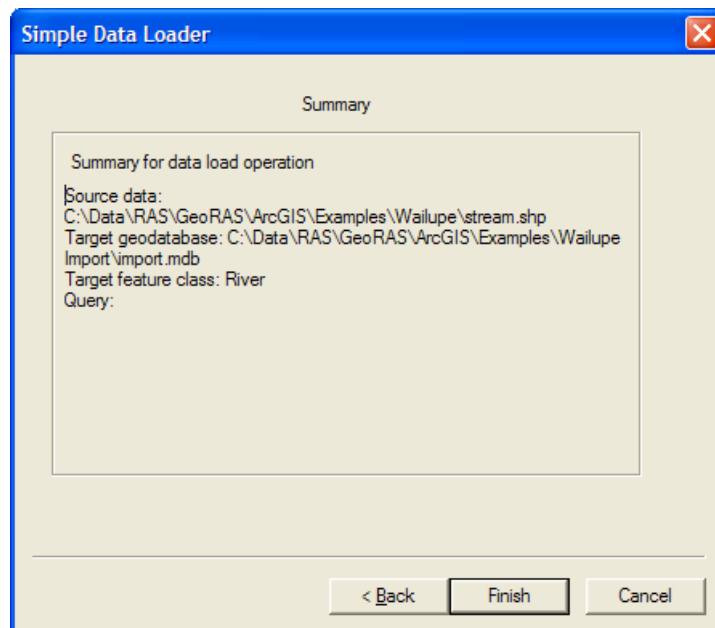 Simple Data Loader
Summary
Summary for data load operation
Source data:
C:\Data\RAS\GeoRAS\ArcGIS\Examples\Wailupe\stream.shp
Target geodatabase: C:\Data\RAS\GeoRAS\ArcGIS\Examples\Wailupe
Import\import.mdb
Target feature class: River
Query:
< Back
Finish
Cancel